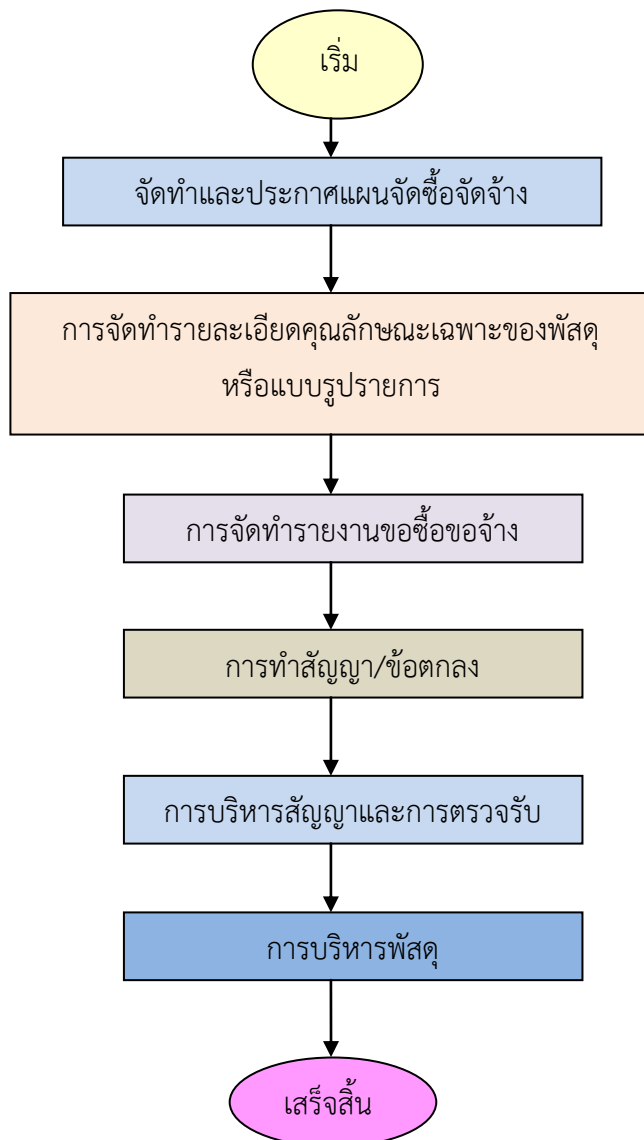 เริ่ม
จัดทำและประกาศแผนจัดซื้อจัดจ้าง
การจัดทำรายละเอียดคุณลักษณะเฉพาะของพัสดุ
หรือแบบรูปรายการ
การจัดทำรายงานขอซื้อขอจ้าง
การทำสัญญา/ข้อตกลง
การบริหารสัญญาและการตรวจรับ
การบริหารพัสดุ
เสร็จสิ้น